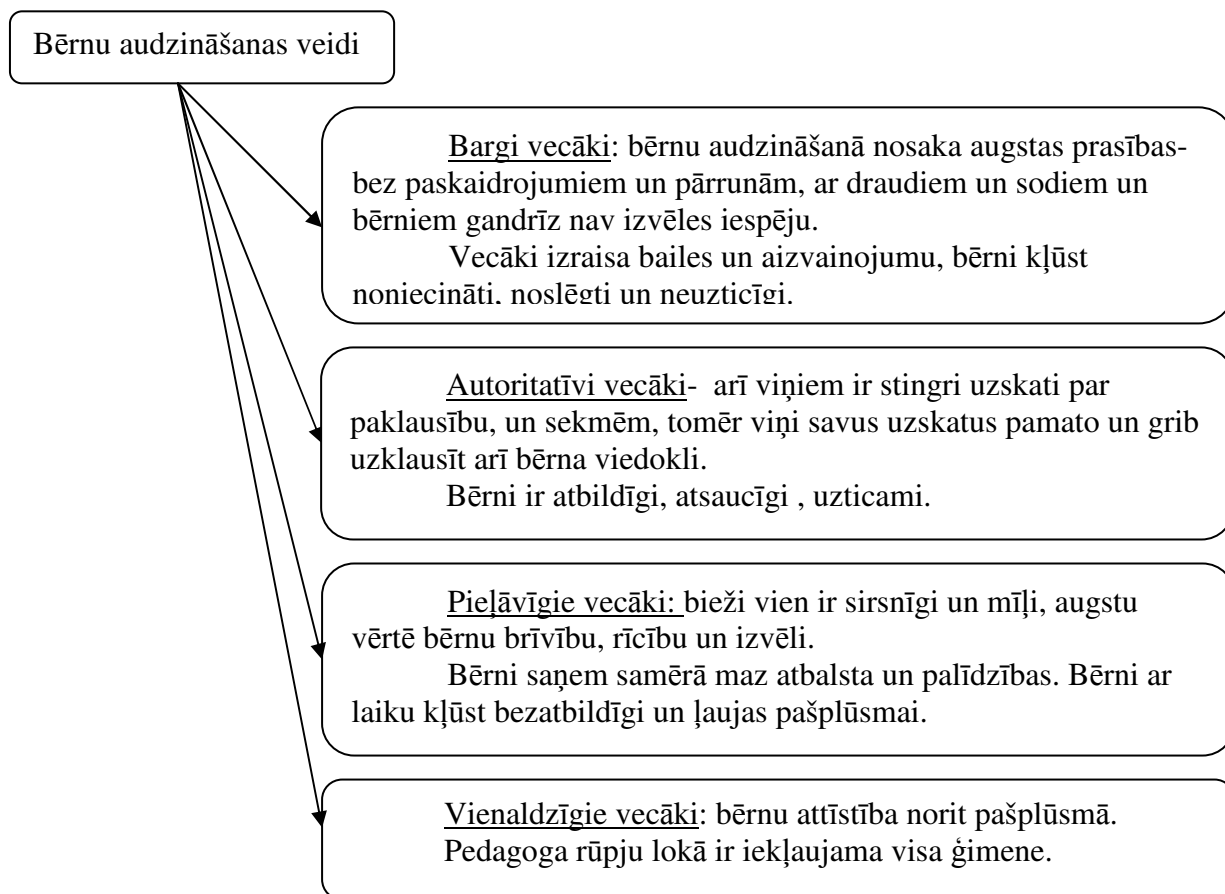 Bērnu audzināšanas veidi
Bargi vecāki: bērnu audzināšanā nosaka augstas prasības-
bez paskaidrojumiem un pārrunām, ar draudiem un sodiem un
bērniem gandrīz nav izvēles iespēju.
Vecāki izraisa bailes un aizvainojumu, bērni kļūst
noniecināti, noslēgti un neuzticīgi.
Autoritatīvi vecāki- arī viņiem ir stingri uzskati par
paklausību, un sekmēm, tomēr viņi savus uzskatus pamato un grib
uzklausīt arī bērna viedokli.
Bērni ir atbildīgi, atsaucīgi , uzticami.
Pieļāvīgie vecāki: bieži vien ir sirsnīgi un mīļi, augstu
vērtē bērnu brīvību, rīcību un izvēli.
Bērni saņem samērā maz atbalsta un palīdzības. Bērni ar
laiku kļūst bezatbildīgi un ļaujas pašplūsmai.
Vienaldzīgie vecāki: bērnu attīstība norit pašplūsmā.
Pedagoga rūpju lokā ir iekļaujama visa ģimene.